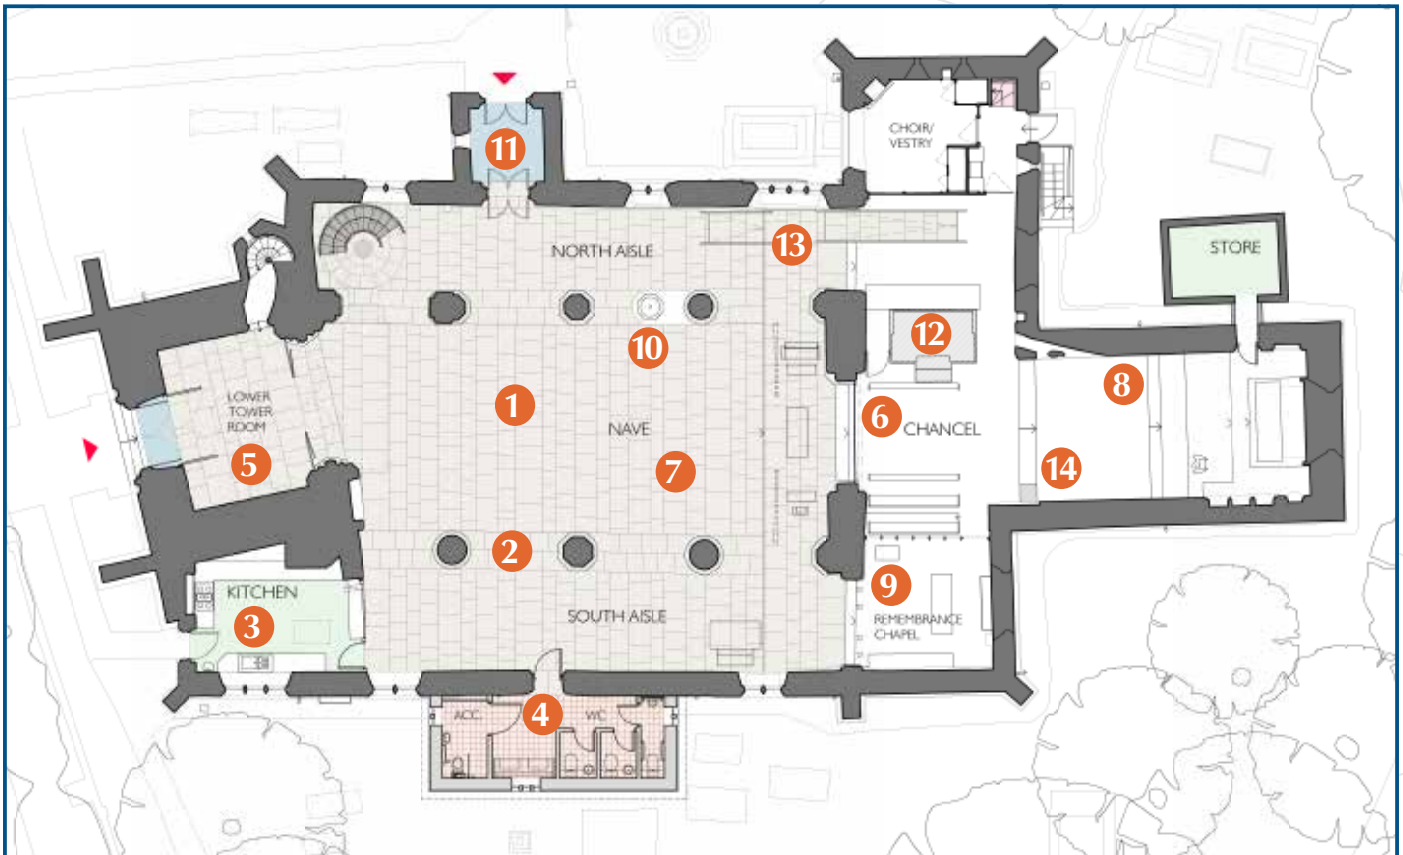 11
CHOIR/
VESTRY
NORTH AISLE
13
STORE
10
12
LOWER
TOWER
ROOM
1
NAVE
6
CHANCEL
8
5
7
14
2
KITCHEN
3
SOUTH AISLE
9
REMEMBRANCE
CHAPEL
ACC.
4
WC